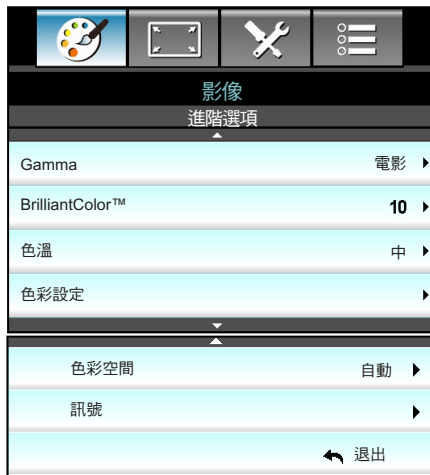 影像
進階選項
Gamma 電影
BrilliantColor™ 10
色溫 中
色彩設定
色彩空間 自動
訊號
退出